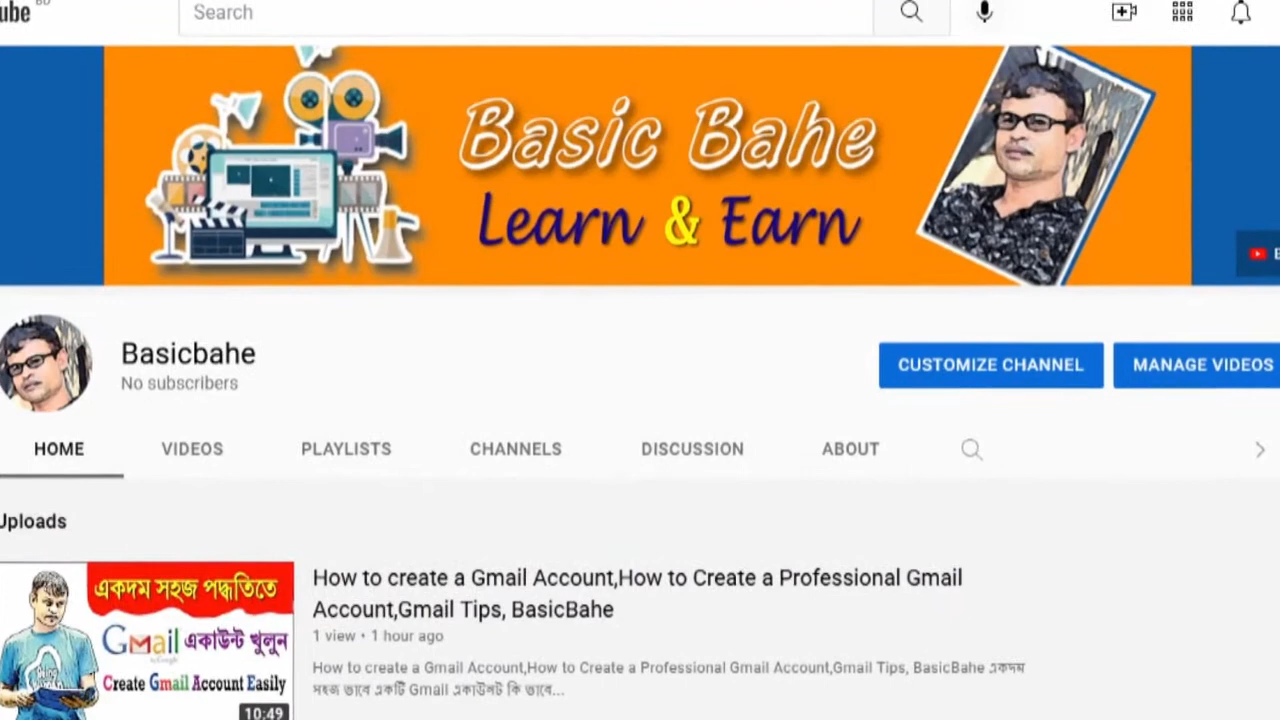 ube
BD
Search
Basic Bahe
Learn & Earn
Basicbahe
No subscribers
CUSTOMIZE CHANNEL
MANAGE VIDEOS
HOME
VIDEOS
PLAYLISTS
CHANNELS
DISCUSSION
ABOUT
Uploads
একদম সহজ পদ্ধতিতে
Gmail একাউন্ট খুলুন
by Google
Create Gmail Account Easily
10:49
How to create a Gmail Account,How to Create a Professional Gmail
Account,Gmail Tips, BasicBahe
1 view • 1 hour ago
How to create a Gmail Account,How to Create a Professional Gmail Account,Gmail Tips, BasicBahe একদম
সহজ ভাবে একটি Gmail একাউন্ট কি ভাবে...